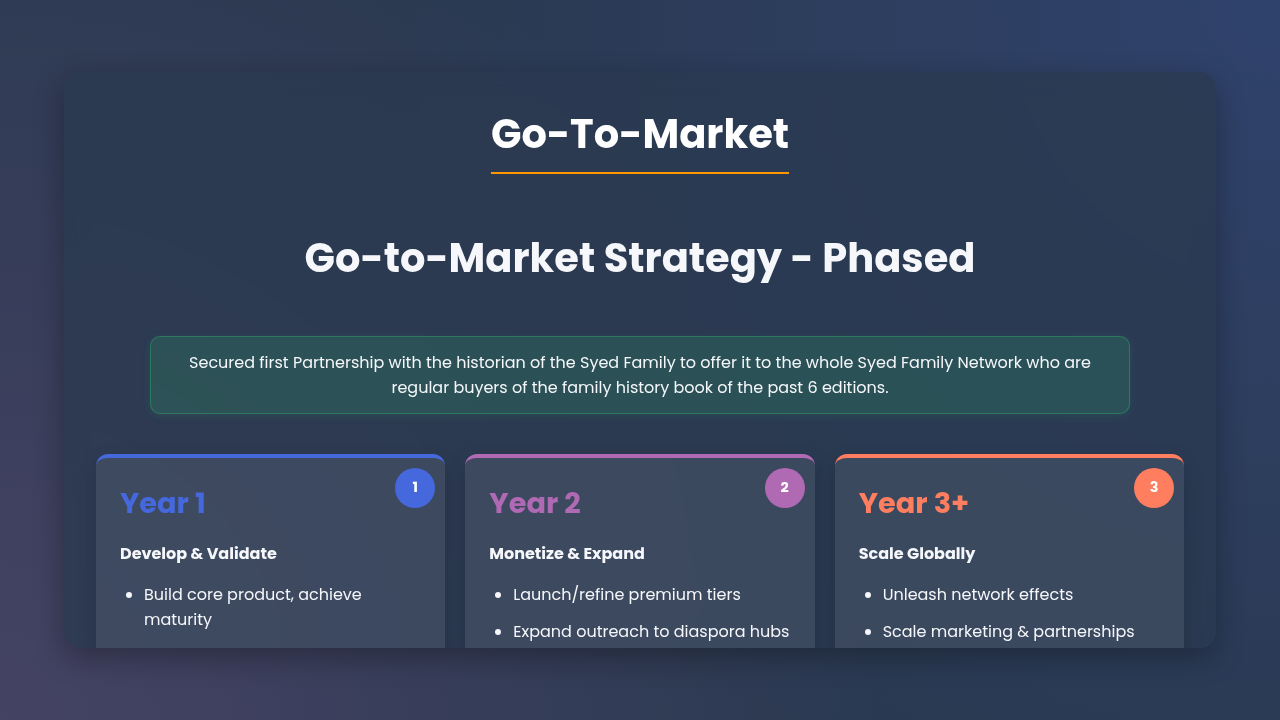 Go-To-Market
Go-to-Market Strategy - Phased
Secured first Partnership with the historian of the Syed Family to offer it to the whole Syed Family Network who are
regular buyers of the family history book of the past 6 editions.
1
Year 1
Develop & Validate
• Build core product, achieve
maturity
2
Year 2
Monetize & Expand
• Launch/refine premium tiers
• Expand outreach to diaspora hubs
3
Year 3+
Scale Globally
• Unleash network effects
• Scale marketing & partnerships